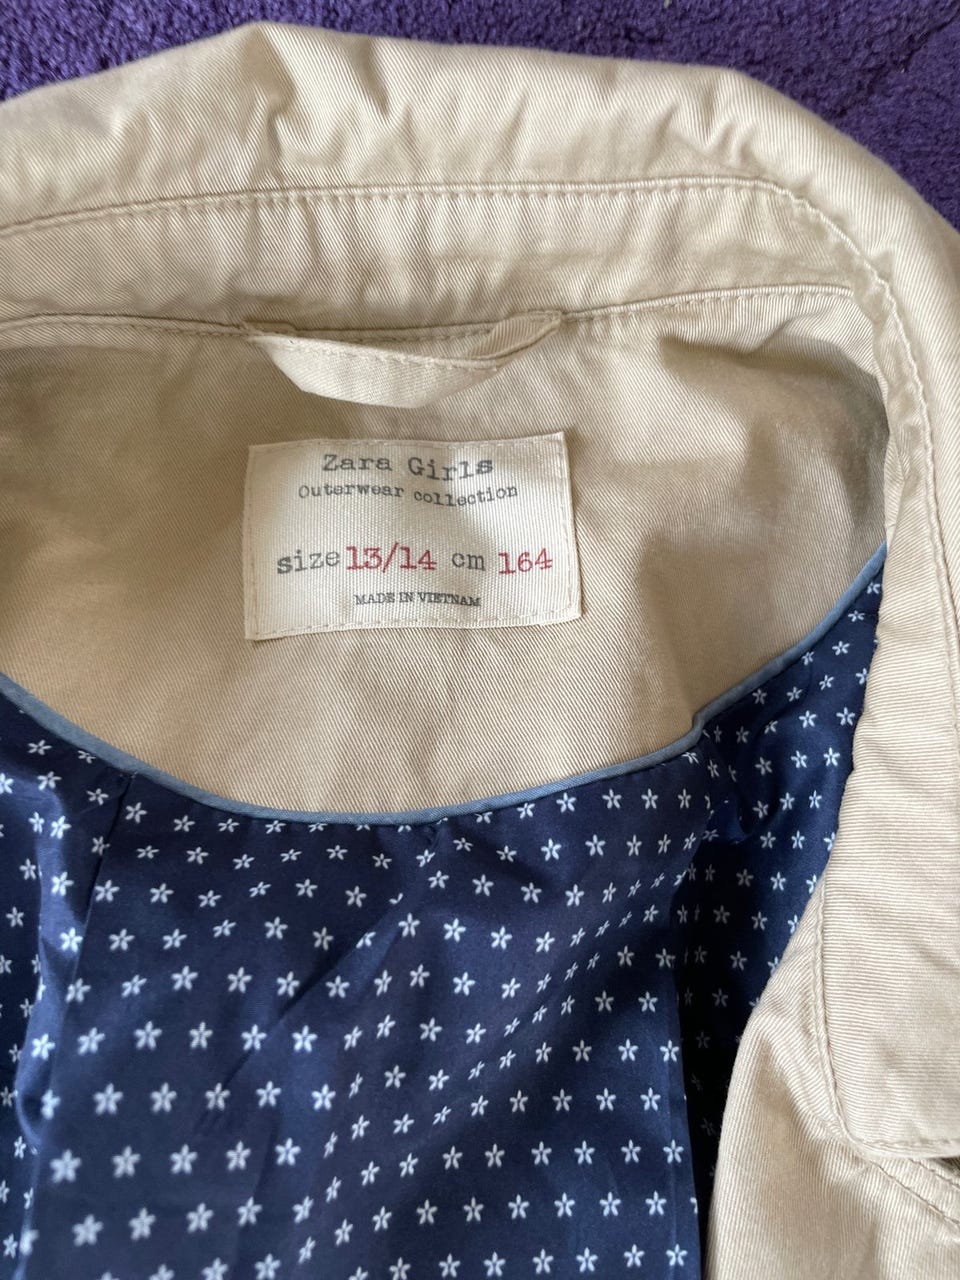 Zara Girls
Outerwear collection
size 13/14 cm 164
MADE IN VIETNAM